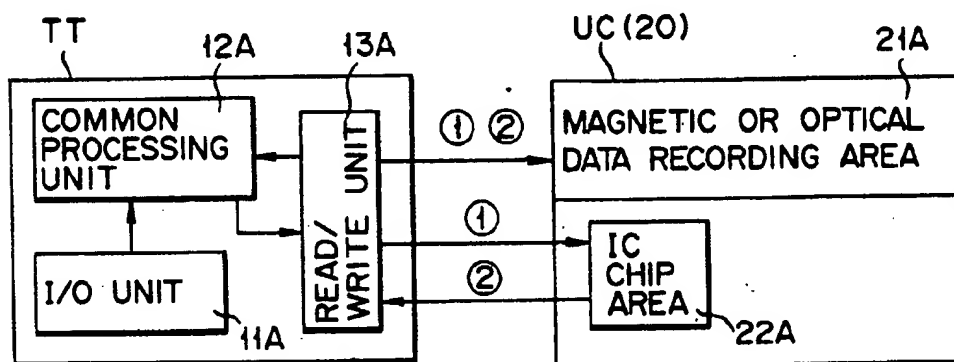 TT
12A
13A
UC(20)
21A
COMMON
PROCESSING
UNIT
READ/
WRITE UNIT
① ②
MAGNETIC OR OPTICAL
DATA RECORDING
AREA
①
②
I/O UNIT
11A
IC
CHIP
AREA
22A